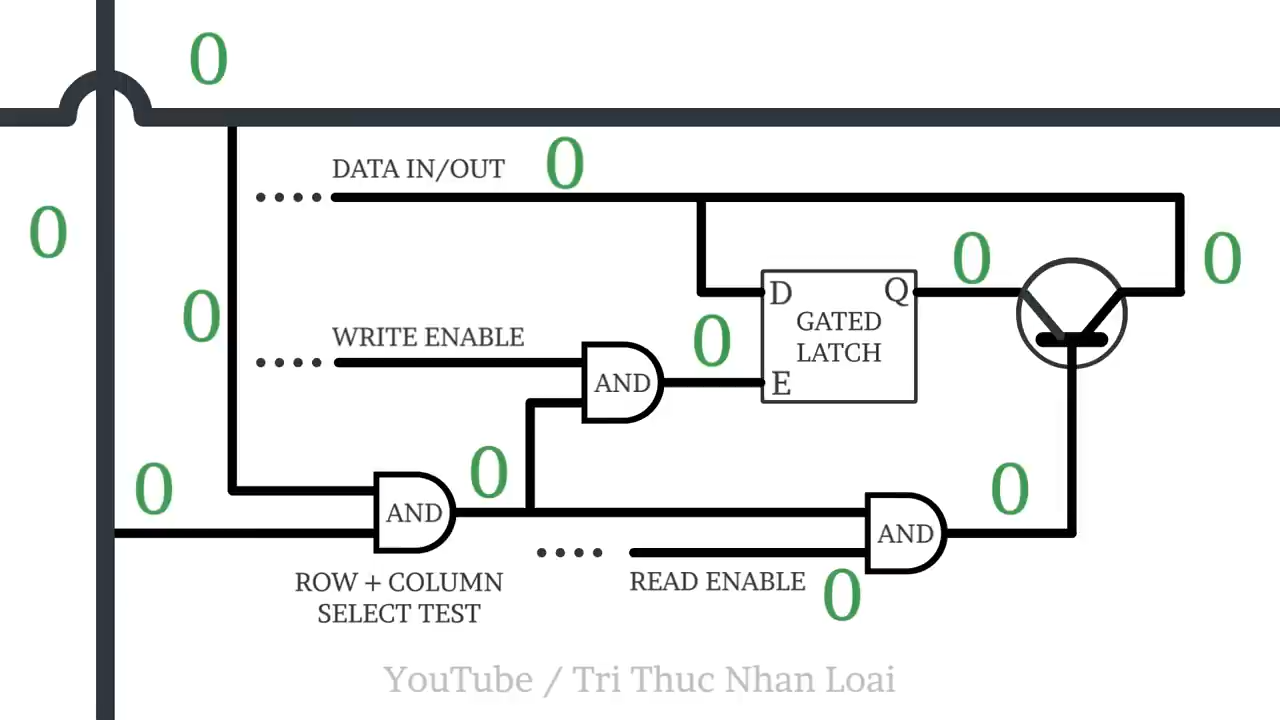 0
DATA IN/OUT
0
0
0
0
D
Q
GATED
LATCH
0
WRITE ENABLE
0
AND
E
0
0
0
AND
AND
ROW + COLUMN
SELECT TEST
READ ENABLE
0
YouTube / Tri Thuc Nhan Loai